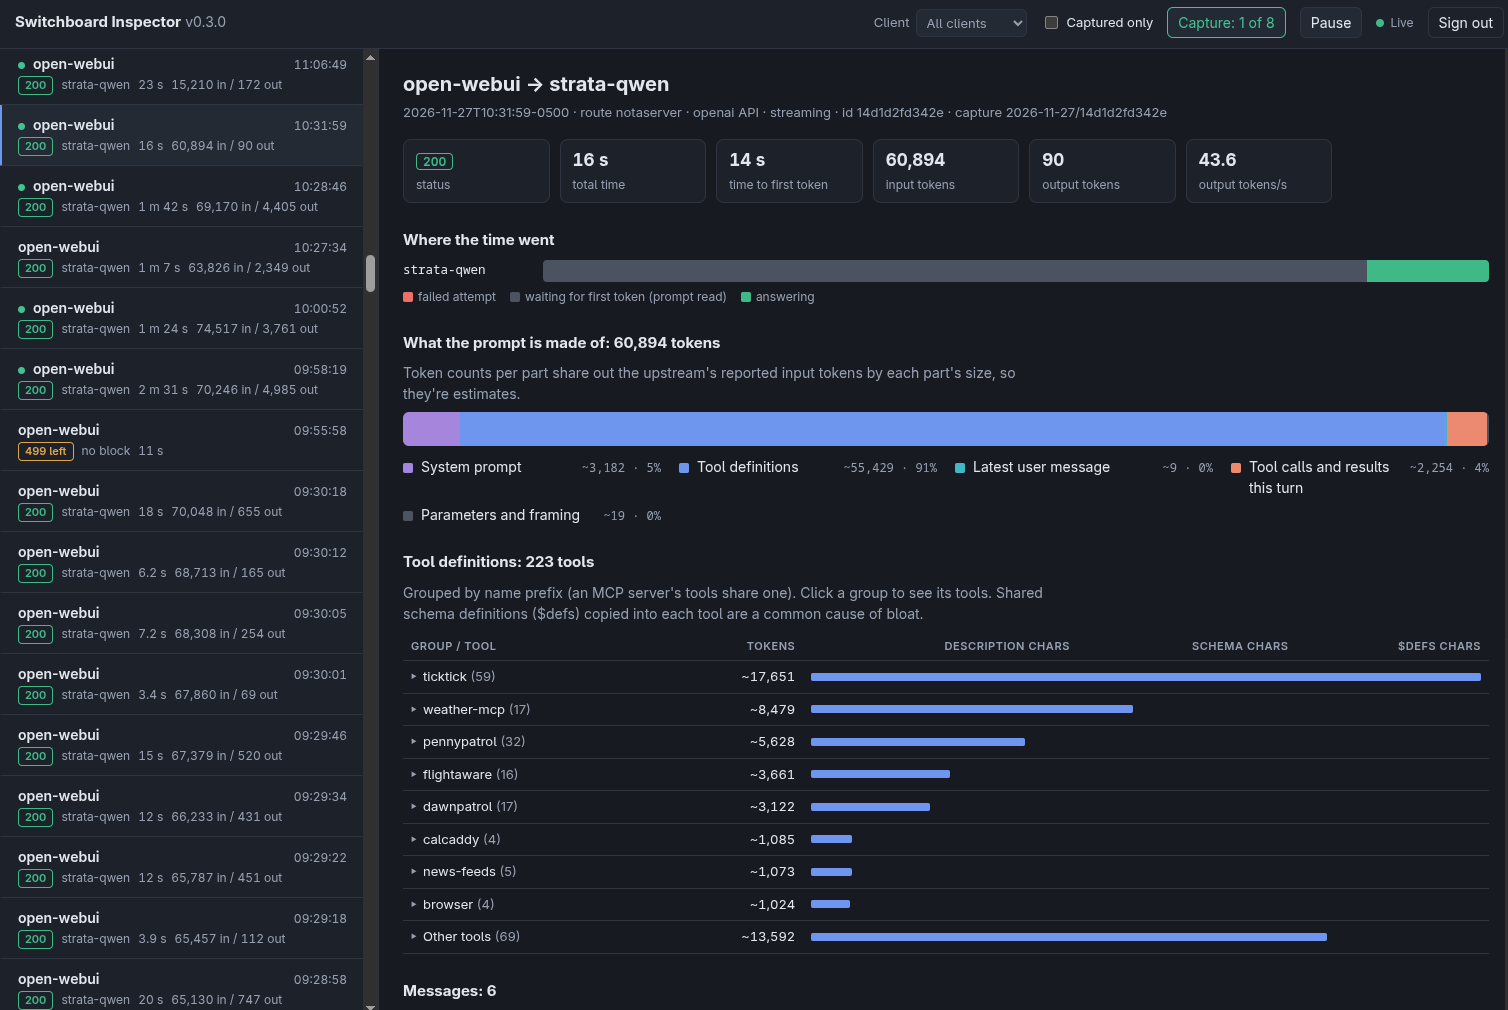 Switchboard Inspector v0.3.0
Client All clients Captured only Capture: 1 of 8 Pause Live Sign out
open-webui 11:06:49
200 strata-qwen 23 s 15,210 in / 172 out
open-webui 10:31:59
200 strata-qwen 16 s 60,894 in / 90 out
open-webui 10:28:46
200 strata-qwen 1 m 42 s 69,170 in / 4,405 out
open-webui 10:27:34
200 strata-qwen 1 m 7 s 63,826 in / 2,349 out
open-webui 10:00:52
200 strata-qwen 1 m 24 s 74,517 in / 3,761 out
open-webui 09:58:19
200 strata-qwen 2 m 31 s 70,246 in / 4,985 out
open-webui 09:55:58
499 left no block 11 s
open-webui 09:30:18
200 strata-qwen 18 s 70,048 in / 655 out
open-webui 09:30:12
200 strata-qwen 6.2 s 68,713 in / 165 out
open-webui 09:30:05
200 strata-qwen 7.2 s 68,308 in / 254 out
open-webui 09:30:01
200 strata-qwen 3.4 s 67,860 in / 69 out
open-webui 09:29:46
200 strata-qwen 15 s 67,379 in / 520 out
open-webui 09:29:34
200 strata-qwen 12 s 66,233 in / 431 out
open-webui 09:29:22
200 strata-qwen 12 s 65,787 in / 451 out
open-webui 09:29:18
200 strata-qwen 3.9 s 65,457 in / 112 out
open-webui 09:28:58
200 strata-qwen 20 s 65,130 in / 747 out
open-webui → strata-qwen
2026-11-27T10:31:59-0500 · route notaserver · openai API · streaming · id 14d1d2fd342e · capture 2026-11-27/14d1d2fd342e
200 16 s 14 s 60,894 90 43.6
status total time time to first token input tokens output tokens output tokens/s
Where the time went
strata-qwen
failed attempt waiting for first token (prompt read) answering
What the prompt is made of: 60,894 tokens
Token counts per part share out the upstream's reported input tokens by each part's size, so
they're estimates.
System prompt ~3,182 · 5% Tool definitions ~55,429 · 91% Latest user message ~9 · 0% Tool calls and results ~2,254 · 4%
this turn
Parameters and framing ~19 · 0%
Tool definitions: 223 tools
Grouped by name prefix (an MCP server's tools share one). Click a group to see its tools. Shared
schema definitions ($defs) copied into each tool are a common cause of bloat.
GROUP / TOOL TOKENS DESCRIPTION CHARS SCHEMA CHARS $DEFS CHARS
ticktick (59) ~17,651
weather-mcp (17) ~8,479
pennypatrol (32) ~5,628
flightaware (16) ~3,661
dawnpatrol (17) ~3,122
calcaddy (4) ~1,085
news-feeds (5) ~1,073
browser (4) ~1,024
Other tools (69) ~13,592
Messages: 6